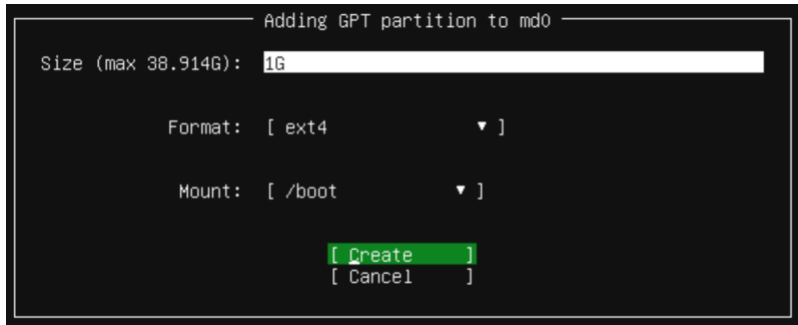 Adding GPT partition to md0
Size (max 38.914G): 1G
Format: [ ext4 ▾ ]
Mount: [ /boot ▾ ]
[ Create ]
[ Cancel ]